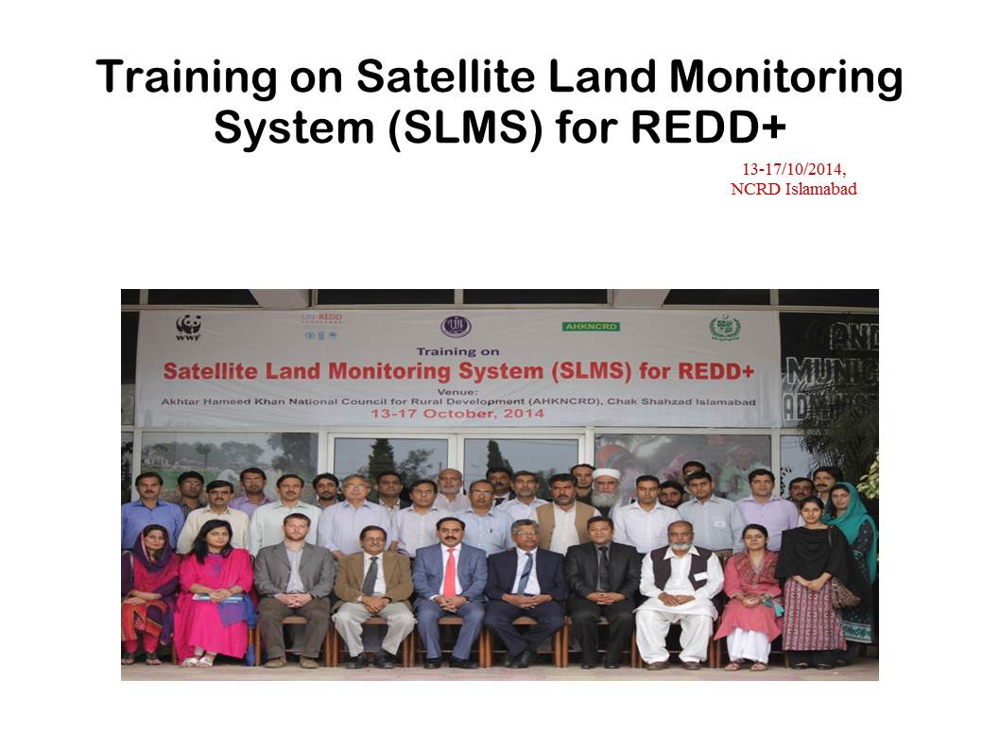 Training on Satellite Land Monitoring
System (SLMS) for REDD+
13-17/10/2014,
NCRD Islamabad
WWF
UN-REDD
PROGRAMME
AHKNCRD
Training on
Satellite Land Monitoring System (SLMS) for REDD+
Venue:
Akhtar Hameed Khan National Council for Rural Development (AHKNCRD), Chak Shahzad Islamabad
13-17 October, 2014
AND